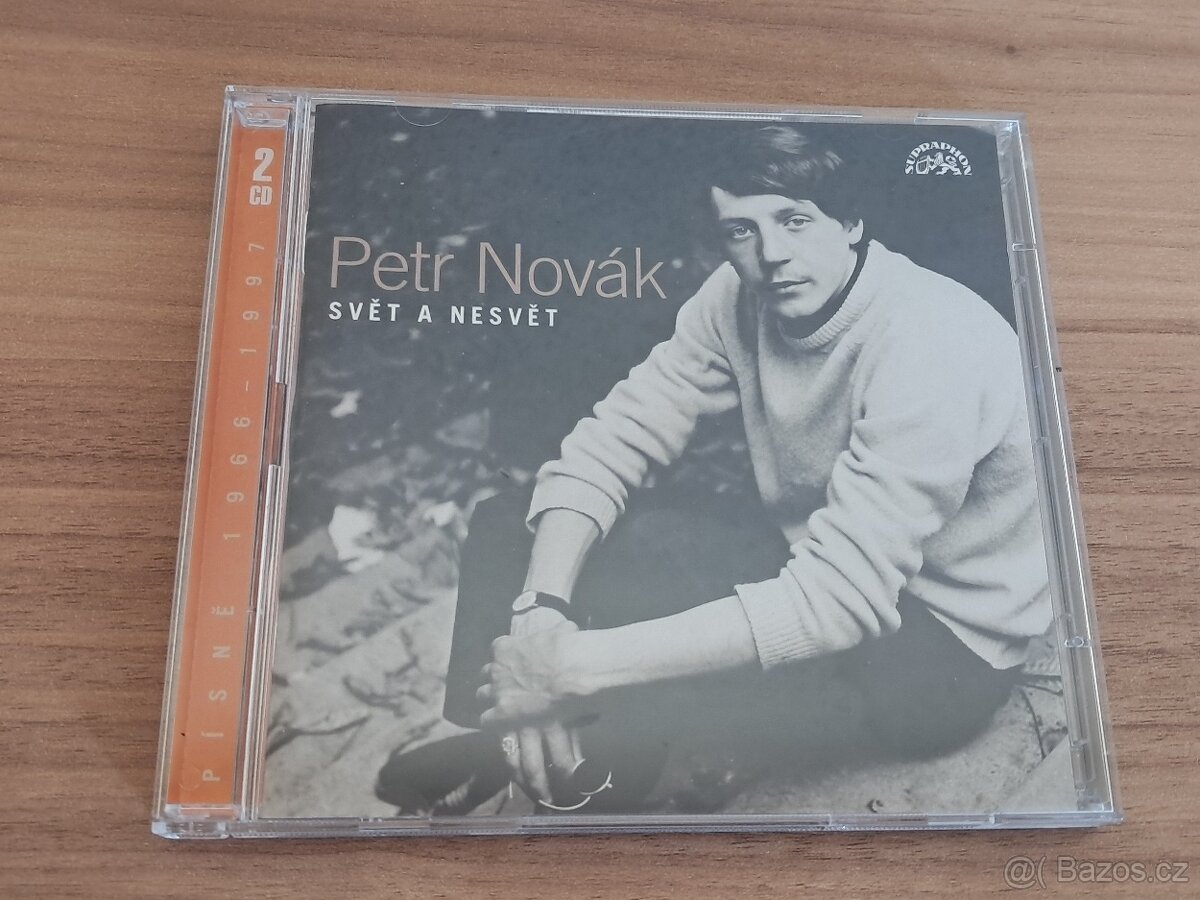 2
CD
PÍSNĚ 1966–1997
SUPRAPHON
Petr Novák
SVĚT A NESVĚT
@( Bazos.cz